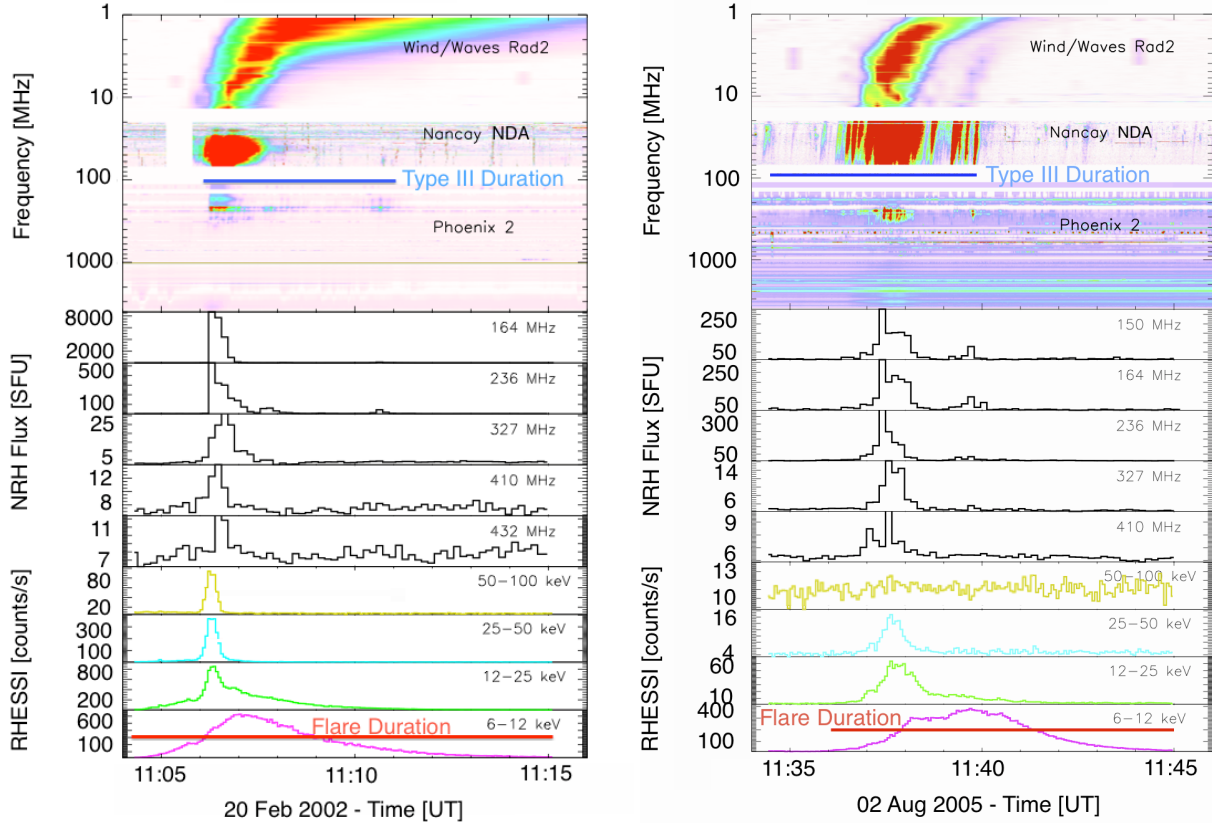 1
Wind/Waves Rad2
10
Nancay NDA
100
Type III Duration
Phoenix 2
1000
Frequency [MHz]
8000
164 MHz
2000
500
236 MHz
100
25
327 MHz
5
12
410 MHz
8
11
432 MHz
7
NRH Flux [SFU]
80
50-100 keV
20
300
25-50 keV
100
800
12-25 keV
200
600
Flare Duration
6-12 keV
100
RHESSI [counts/s]
11:05
11:10
11:15
20 Feb 2002 - Time [UT]
1
Wind/Waves Rad2
10
Nancay NDA
100
Type III Duration
Phoenix 2
1000
Frequency [MHz]
250
150 MHz
50
250
164 MHz
50
300
236 MHz
50
14
327 MHz
6
9
410 MHz
6
NRH Flux [SFU]
13
50-100 keV
10
16
25-50 keV
4
60
12-25 keV
10
400
Flare Duration
6-12 keV
100
RHESSI [counts/s]
11:35
11:40
11:45
02 Aug 2005 - Time [UT]